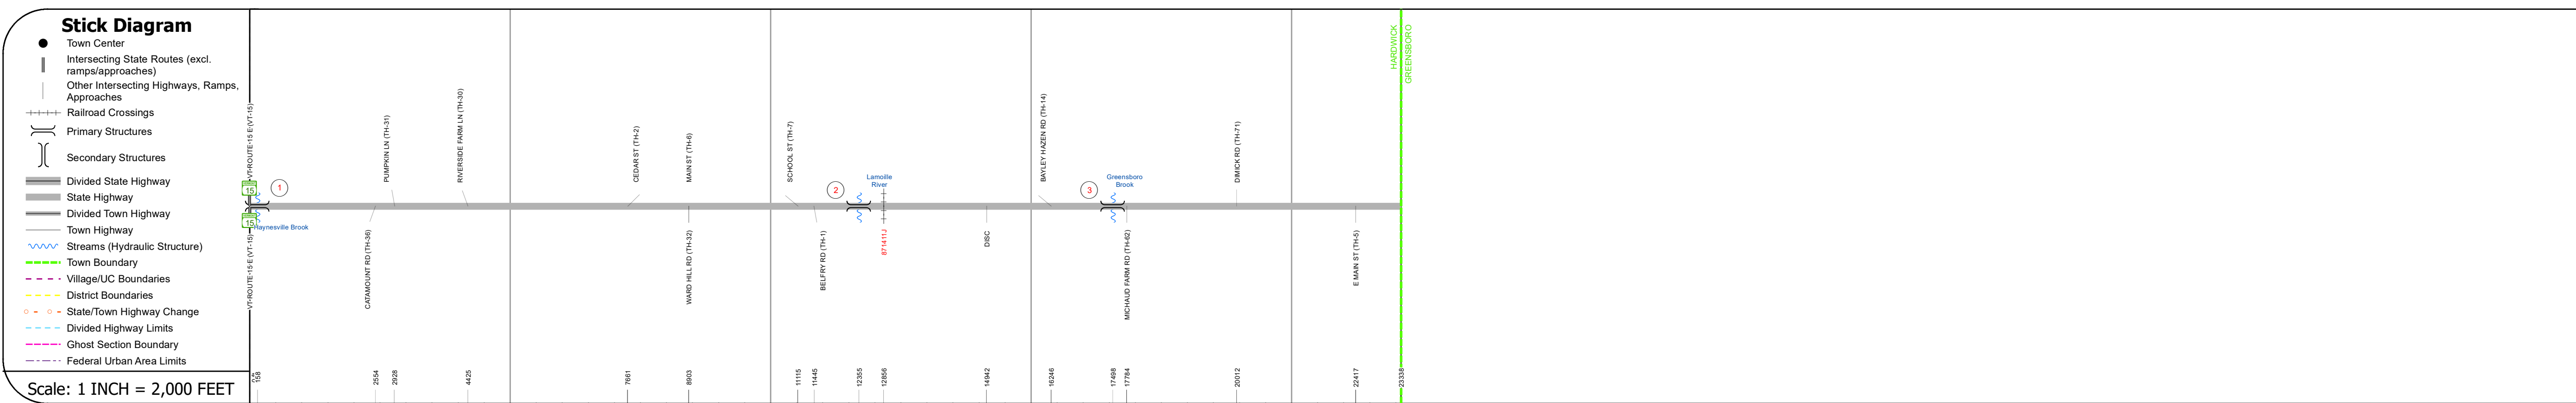 Stick Diagram
Town Center
Intersecting State Routes (excl.
ramps/approaches)
Other Intersecting Highways, Ramps,
Approaches
Railroad Crossings
Primary Structures
Secondary Structures
Divided State Highway
State Highway
Divided Town Highway
Town Highway
Streams (Hydraulic Structure)
Town Boundary
Village/UC Boundaries
District Boundaries
State/Town Highway Change
Divided Highway Limits
Ghost Section Boundary
Federal Urban Area Limits
Scale: 1 INCH = 2,000 FEET
VT-ROUTE-15 E (VT-15)
15
15
VT-ROUTE-15 E (VT-15)
1
Haynesville Brook
CATAMOUNT RD (TH-36)
PUMPKIN LN (TH-31)
RIVERSIDE FARM LN (TH-30)
CEDAR ST (TH-2)
MAIN ST (TH-6)
WARD HILL RD (TH-32)
SCHOOL ST (TH-7)
BELFRY RD (TH-1)
2
Lamoille
River
871411J
DISC
BAYLEY HAZEN RD (TH-14)
3
Greensboro
Brook
MICHAUD FARM RD (TH-62)
DIMICK RD (TH-71)
E MAIN ST (TH-5)
HARDWICK
GREENSBORO
158
2554
2928
4425
7661
8903
11115
11445
12355
12856
14942
16246
17498
17784
20012
22417
23338